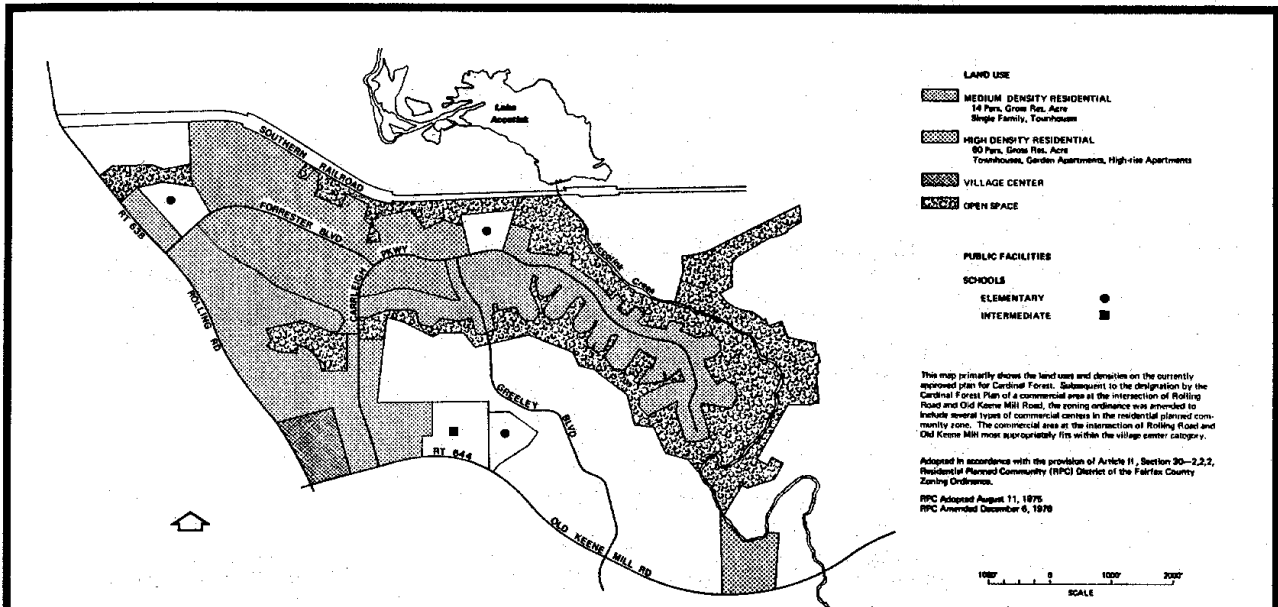 LAND USE
MEDIUM DENSITY RESIDENTIAL
14 Pers. Gross Res. Acre
Single Family, Townhouses
HIGH DENSITY RESIDENTIAL
60 Pers. Gross Res. Acre
Townhouses, Garden Apartments, High-rise Apartments
VILLAGE CENTER
OPEN SPACE
PUBLIC FACILITIES
SCHOOLS
ELEMENTARY
INTERMEDIATE
This map primarily shows the land uses and densities on the currently
approved plan for Cardinal Forest. Subsequent to the designation by the
Cardinal Forest Plan of a commercial area at the intersection of Rolling
Road and Old Keene Mill Road, the zoning ordinance was amended to
include several types of commercial centers in the residential planned com-
munity zone. The commercial area at the intersection of Rolling Road and
Old Keene Mill most appropriately fits within the village center category.
Adopted in accordance with the provision of Article II, Section 30—2.2.2,
Residential Planned Community (RPC) District of the Fairfax County
Zoning Ordinance.
RPC Adopted August 11, 1975
RPC Amended December 6, 1976
1000' 0 1000' 2000'
SCALE
Lake
Accotink
SOUTHERN RAILROAD
FORRESTER BLVD
PKWY
RT 638
ROLLING RD
Accotink Creek
GREELEY BLVD
RT 644
OLD KEENE MILL RD